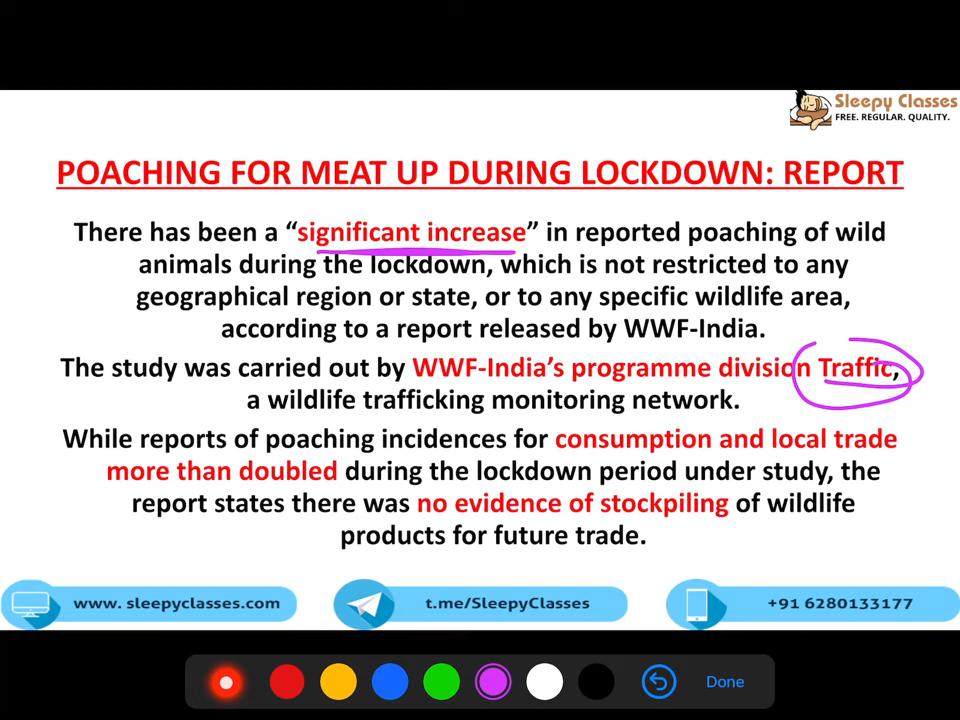 Sleepy Classes
FREE. REGULAR. QUALITY.
POACHING FOR MEAT UP DURING LOCKDOWN: REPORT
There has been a “significant increase” in reported poaching of wild
animals during the lockdown, which is not restricted to any
geographical region or state, or to any specific wildlife area,
according to a report released by WWF-India.
The study was carried out by WWF-India’s programme division Traffic,
a wildlife trafficking monitoring network.
While reports of poaching incidences for consumption and local trade
more than doubled during the lockdown period under study, the
report states there was no evidence of stockpiling of wildlife
products for future trade.
www. sleepyclasses.com
t.me/SleepyClasses
+91 6280133177
Done